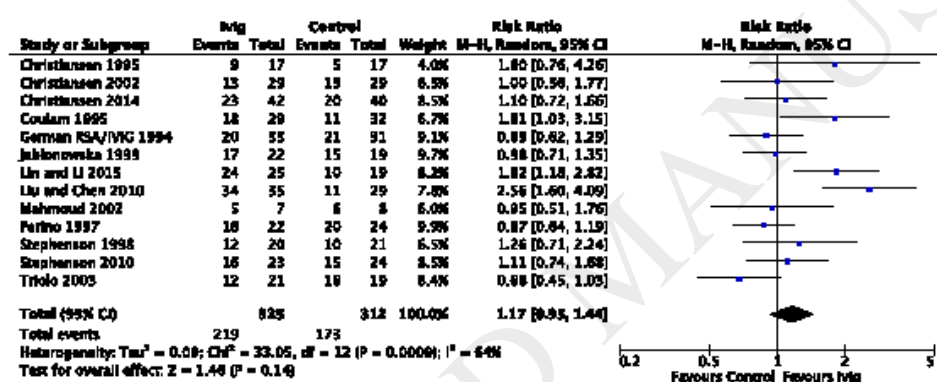 Ivig Control Risk Ratio Risk Ratio
Study or Subgroup Events Total Events Total Weight M-H, Random, 95% CI M-H, Random, 95% CI
Christiansen 1995 9 17 5 17 4.0% 1.80 [0.76, 4.26]
Christiansen 2002 13 29 13 29 6.5% 1.00 [0.56, 1.77]
Christiansen 2014 23 42 20 40 8.5% 1.10 [0.72, 1.66]
Coulam 1995 18 29 11 32 6.7% 1.81 [1.03, 3.15]
German RSA/IVIG 1994 20 33 21 31 9.1% 0.89 [0.62, 1.29]
Jablonowska 1999 17 22 15 19 9.7% 0.98 [0.71, 1.35]
Lin and Li 2015 24 25 10 19 8.2% 1.82 [1.18, 2.82]
Liu and Chen 2010 34 35 11 29 7.8% 2.56 [1.60, 4.09]
Mahmoud 2002 5 7 6 8 6.0% 0.95 [0.51, 1.76]
Perino 1997 16 22 20 24 9.9% 0.87 [0.64, 1.19]
Stephenson 1998 12 20 10 21 6.5% 1.26 [0.71, 2.24]
Stephenson 2010 16 23 15 24 8.5% 1.11 [0.74, 1.68]
Triolo 2003 12 21 16 19 8.4% 0.68 [0.45, 1.03]
Total (95% CI) 325 312 100.0% 1.17 [0.95, 1.44]
Total events 219 173
Heterogeneity: Tau² = 0.09; Chi² = 33.05, df = 12 (P = 0.0009); I² = 64%
Test for overall effect: Z = 1.46 (P = 0.14)
0.2 0.5 1 2 5
Favours Control Favours Ivig
D MANUS